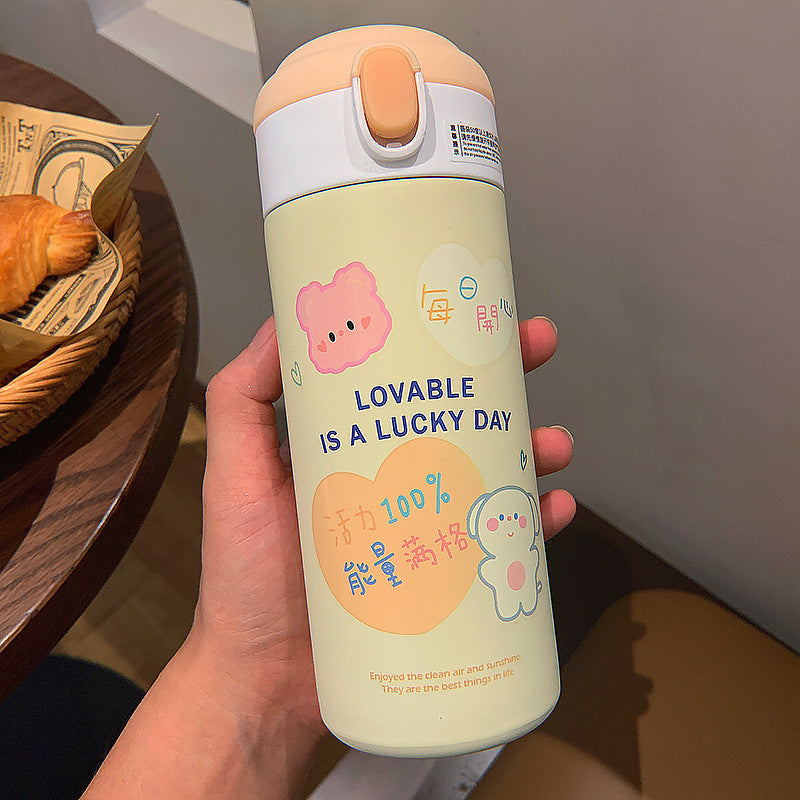 每日開心
LOVABLE
IS A LUCKY DAY
活力100%
能量满格
Enjoyed the clean air and sunshine
They are the best things in life